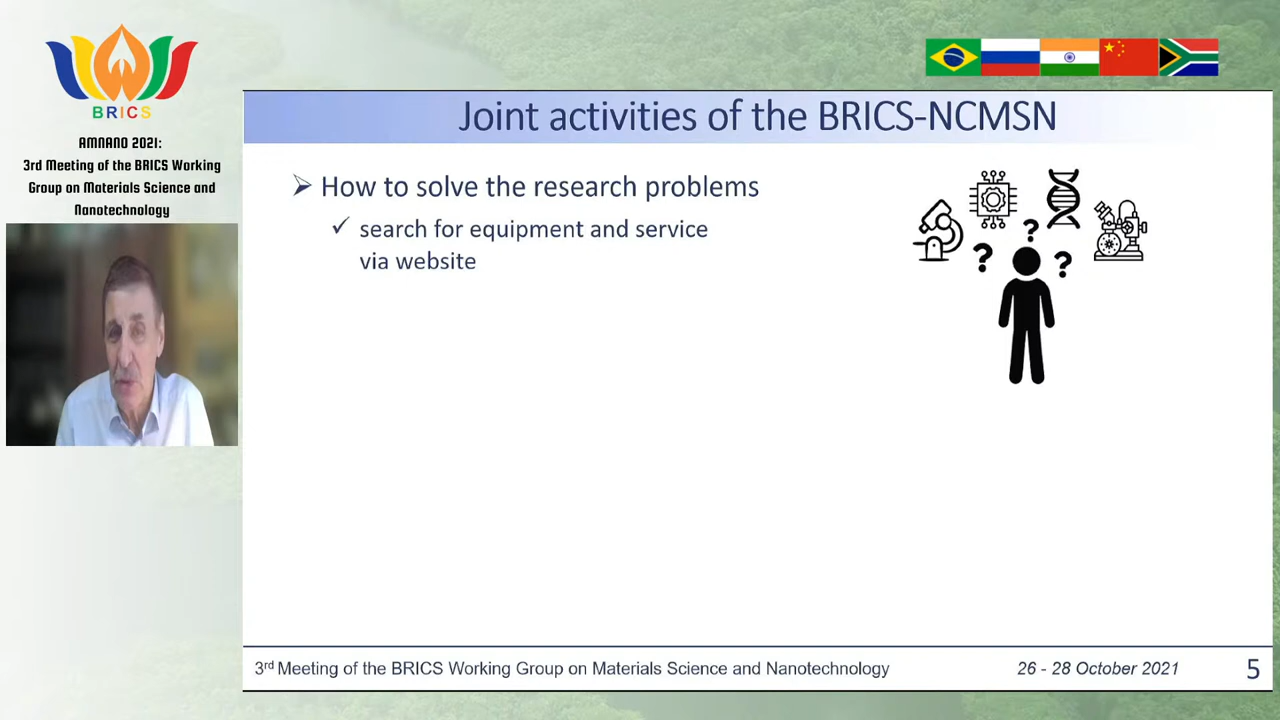 BRICS
AMNANO 2021:
3rd Meeting of the BRICS Working
Group on Materials Science and
Nanotechnology
Joint activities of the BRICS-NCMSN
➢ How to solve the research problems
✓ search for equipment and service
via website
? 
? ?
3rd Meeting of the BRICS Working Group on Materials Science and Nanotechnology 26 - 28 October 2021 5